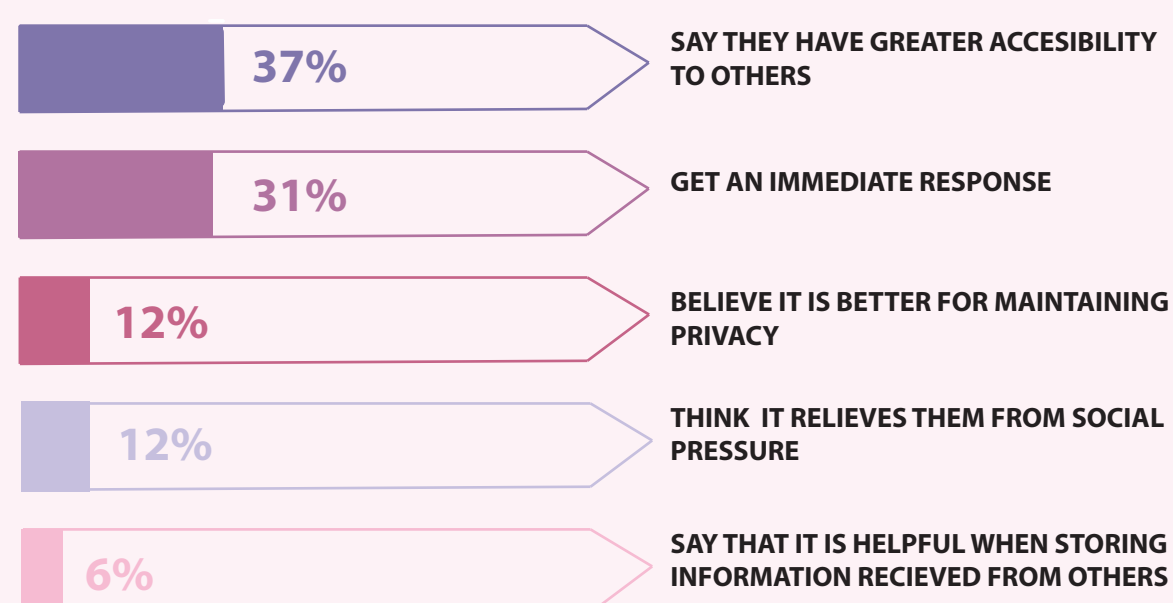 37%
SAY THEY HAVE GREATER ACCESIBILITY
TO OTHERS
31%
GET AN IMMEDIATE RESPONSE
12%
BELIEVE IT IS BETTER FOR MAINTAINING
PRIVACY
12%
THINK  IT RELIEVES THEM FROM SOCIAL
PRESSURE
6%
SAY THAT IT IS HELPFUL WHEN STORING
INFORMATION RECIEVED FROM OTHERS